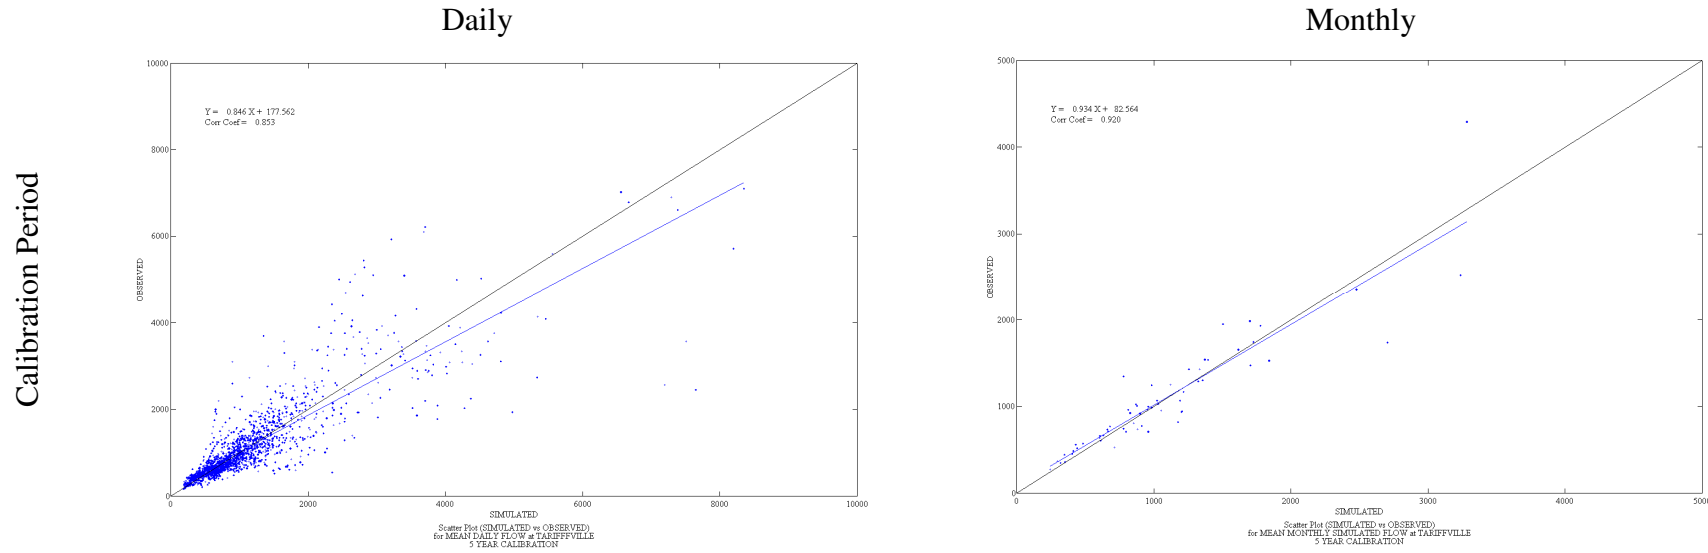 Daily
Monthly
Calibration Period
10000
8000
6000
4000
2000
0
OBSERVED
Y = 0.846 X + 177.562
Corr Coef = 0.853
0
2000
4000
6000
8000
10000
SIMULATED
Scatter Plot (SIMULATED vs OBSERVED)
for MEAN DAILY FLOW at TARIFFFVILLE
5 YEAR CALIBRATION
5000
4000
3000
2000
1000
0
OBSERVED
Y = 0.934 X + 82.564
Corr Coef = 0.920
0
1000
2000
3000
4000
5000
SIMULATED
Scatter Plot (SIMULATED vs OBSERVED)
for MEAN MONTHLY SIMULATED FLOW at TARIFFVILLE
5 YEAR CALIBRATION